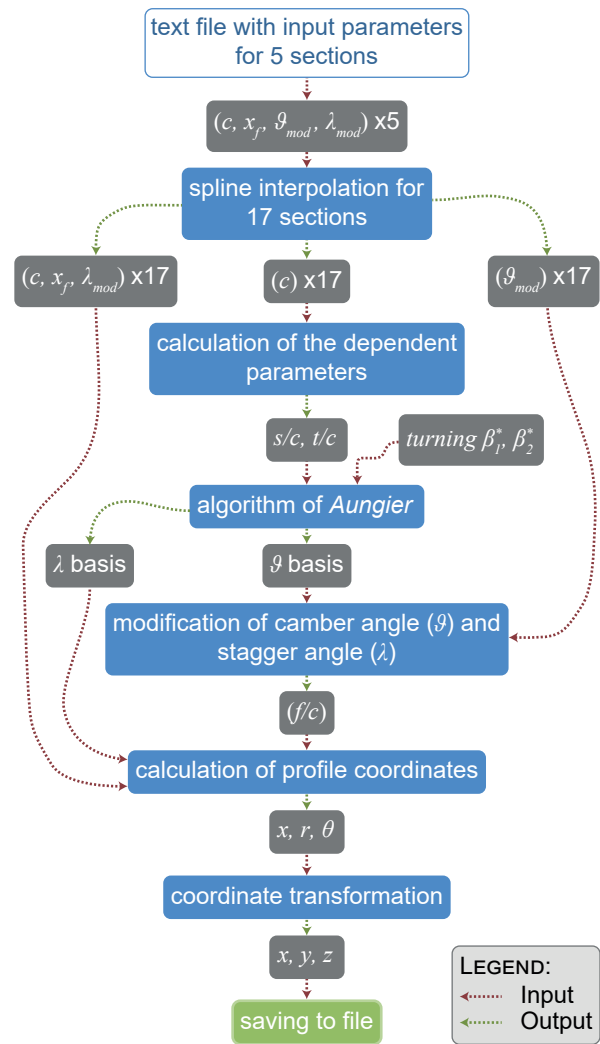 text file with input parameters
for 5 sections
(c, x_f, ϑ_mod, λ_mod) x5
spline interpolation for
17 sections
(c, x_f, λ_mod) x17
(c) x17
(ϑ_mod) x17
calculation of the dependent
parameters
s/c, t/c
turning β₁*, β₂*
algorithm of Aungier
λ basis
ϑ basis
modification of camber angle (ϑ) and
stagger angle (λ)
(f/c)
calculation of profile coordinates
x, r, θ
coordinate transformation
x, y, z
saving to file
LEGEND:
Input
Output